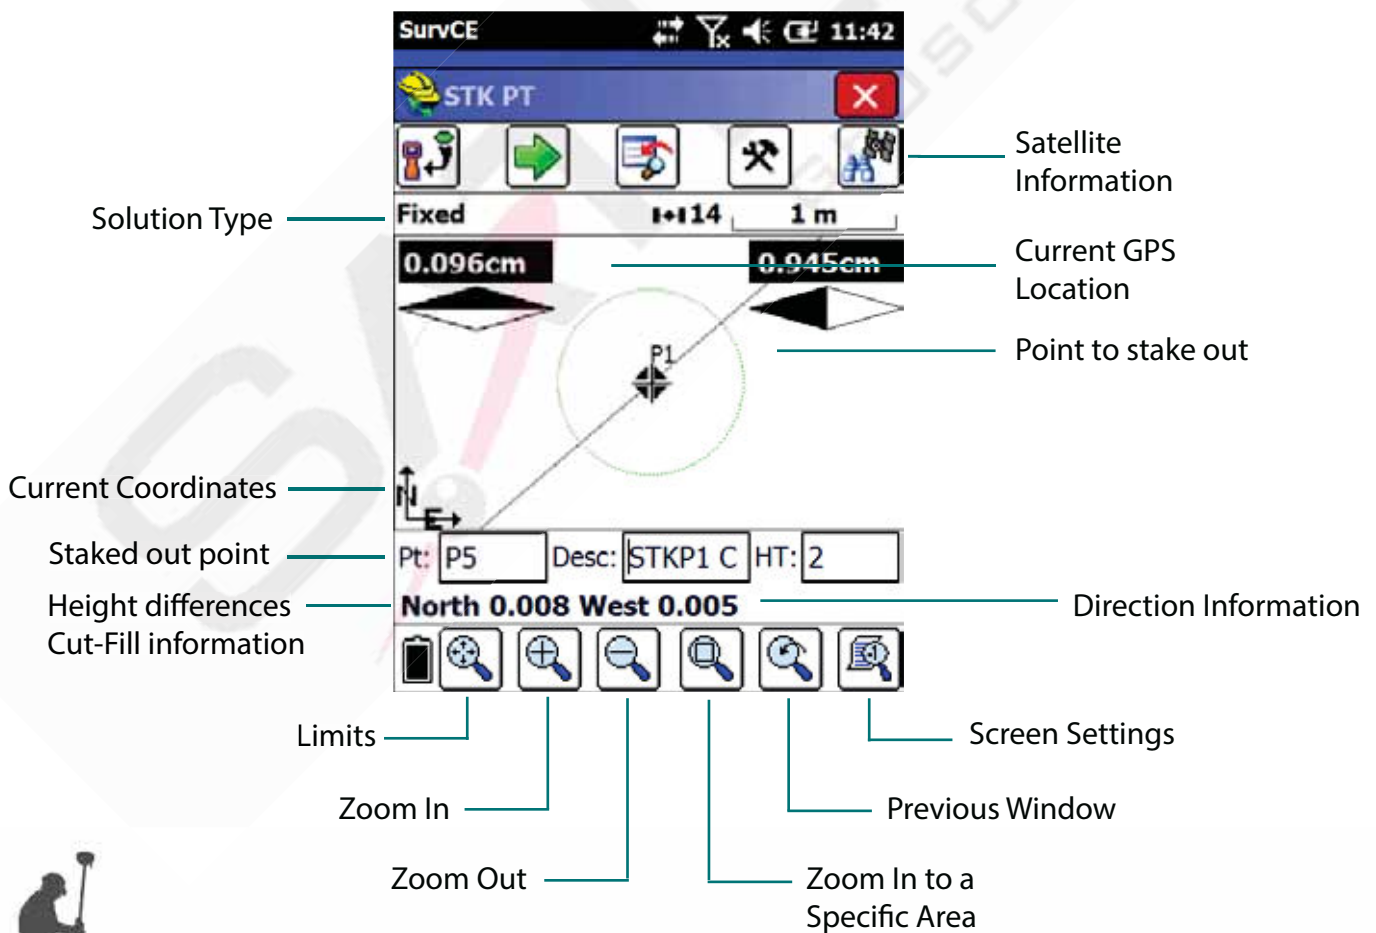 SurvCE 11:42
STK PT
Satellite
Information
Solution Type
Fixed 14 1 m
0.096cm 0.945cm
Current GPS
Location
Point to stake out
P1
Current Coordinates
N
E
Staked out point
Pt: P5 Desc: STKP1 C HT: 2
Height differences
Cut-Fill information
North 0.008 West 0.005
Direction Information
Limits
Screen Settings
Zoom In
Previous Window
Zoom Out
Zoom In to a
Specific Area